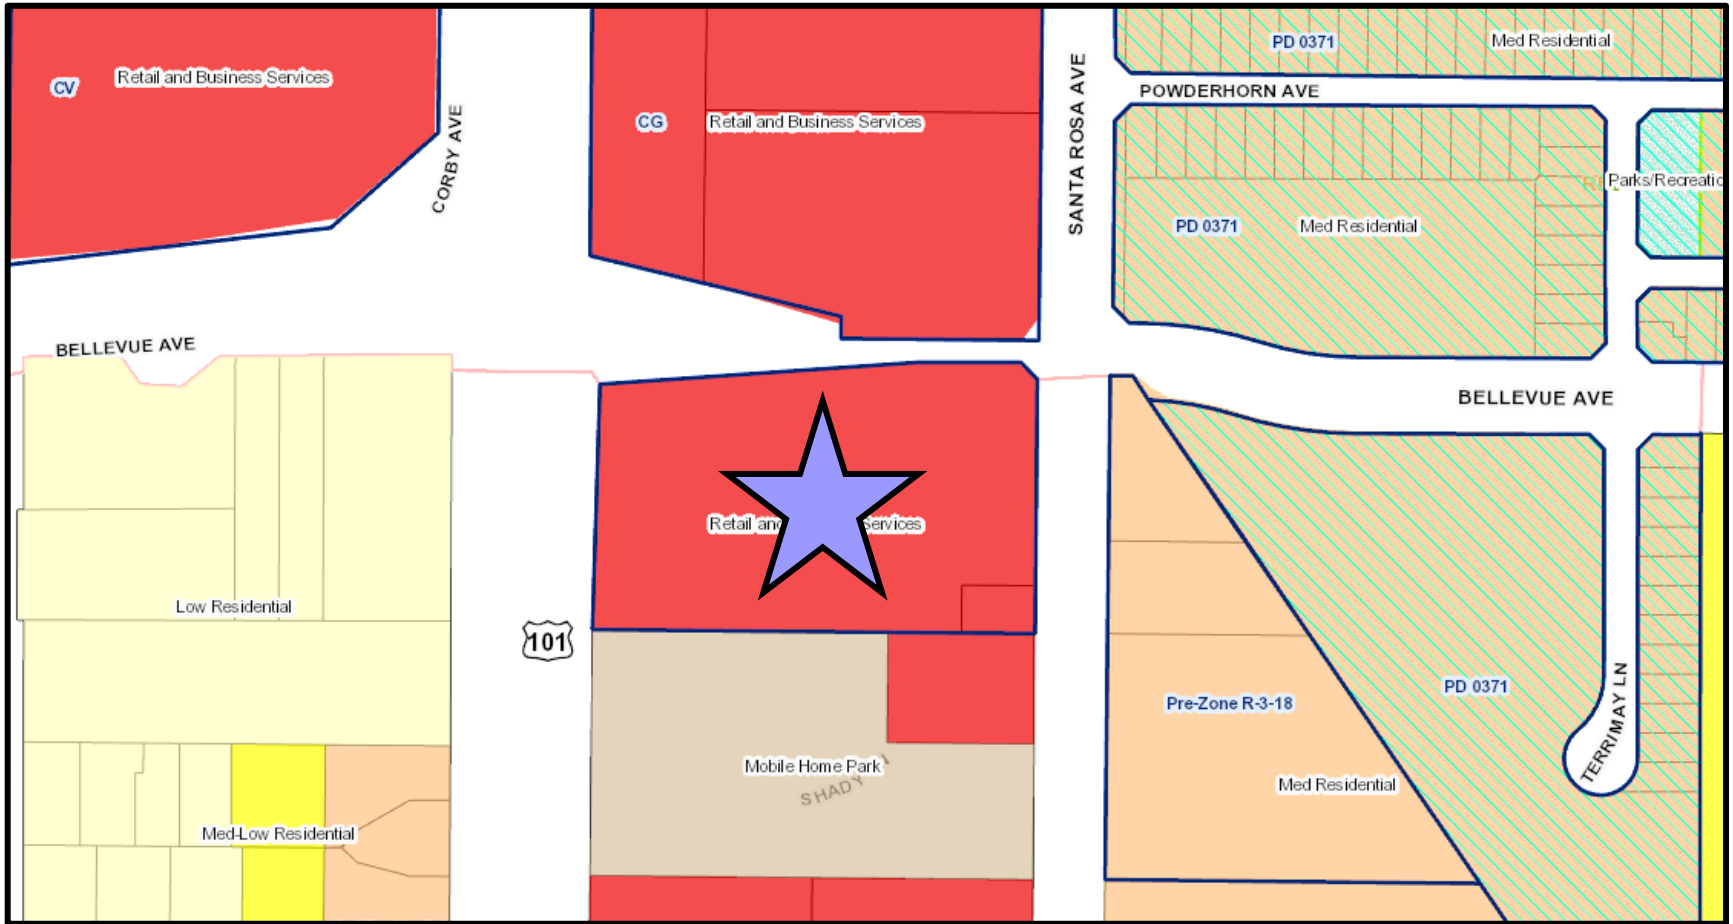 PD 0371
Med Residential
Retail and Business Services
CV
POWDERHORN AVE
CORBY AVE
CG
Retail and Business Services
SANTA ROSA AVE
Parks/Recreatio
PD 0371
Med Residential
BELLEVUE AVE
BELLEVUE AVE
Retail an
Services
Low Residential
101
PD 0371
Pre-Zone R-3-18
TERRIMAY LN
Mobile Home Park
SHADY
Med Residential
Med-Low Residential